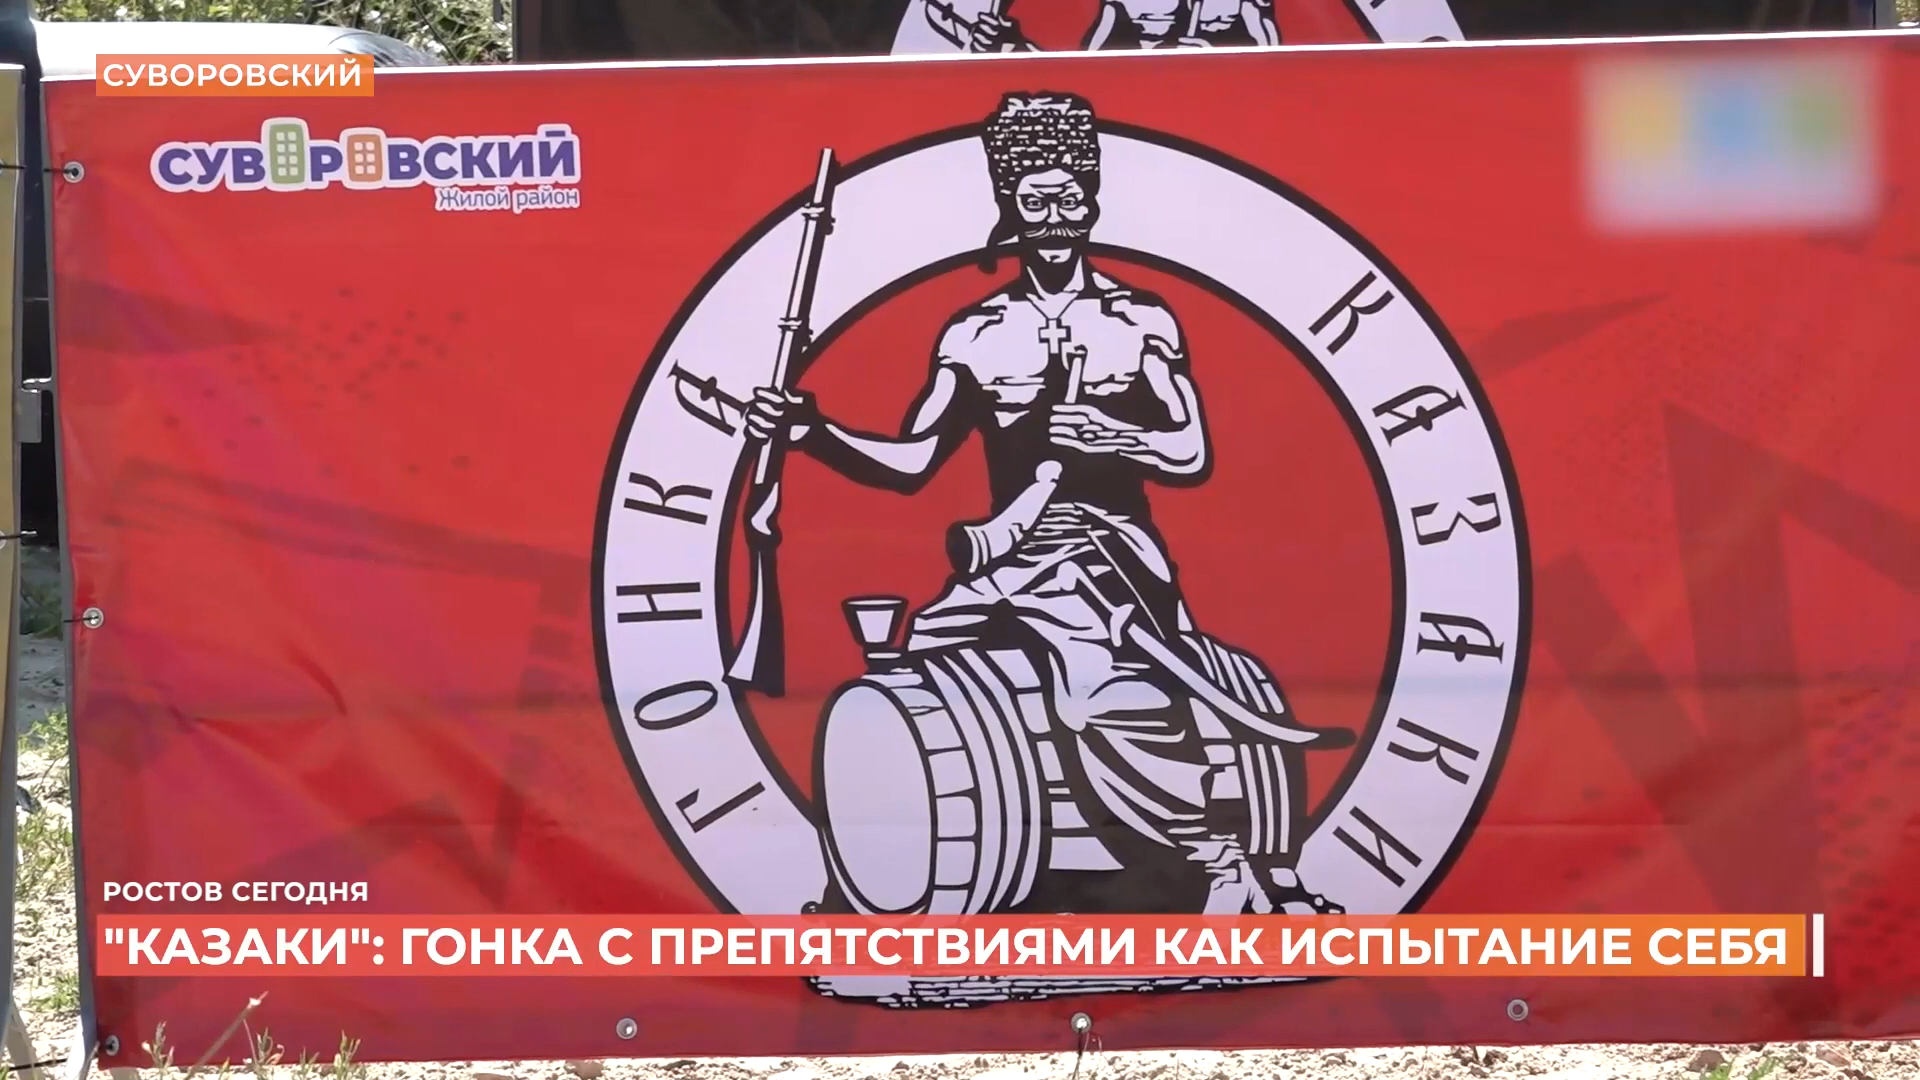 СУВОРОВСКИЙ
СУВОРОВСКИЙ
Жилой район
ГОНКА КАЗАКИ
РОСТОВ СЕГОДНЯ
"КАЗАКИ": ГОНКА С ПРЕПЯТСТВИЯМИ КАК ИСПЫТАНИЕ СЕБЯ